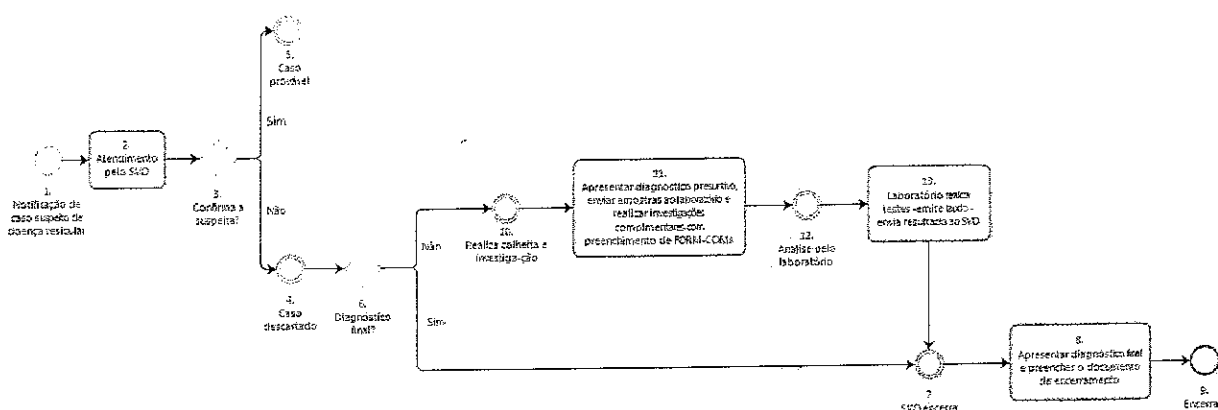 5.
Caso
provável
Sim
1.
Notificação de
caso suspeito de
doença vesicular
2.
Atendimento
pelo SVO
3.
Confirma a
suspeita?
Não
4.
Caso
descartado
6.
Diagnóstico
final?
Não
10.
Realiza colheita e
investigação
11.
Apresentar diagnóstico presuntivo,
enviar amostras ao laboratório e
realizar investigações
complementares com
preenchimento de FORM-COMs
12.
Análise pelo
laboratório
13.
Laboratório realiza
testes - emite laudo -
envia resultado ao SVO
Sim
7.
SVO encerra
8.
Apresentar diagnóstico final
e preencher o documento
de encerramento
9.
Encerra